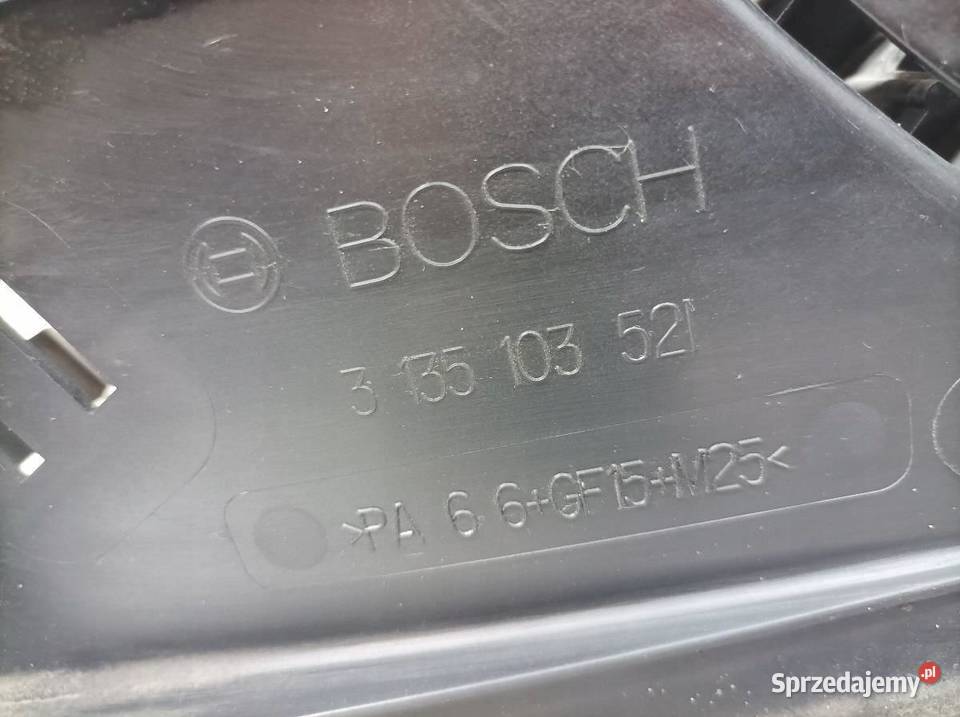 BOSCH
3 135 103 521
>PA 6 6+GF15+M25<
Sprzedajemy.pl